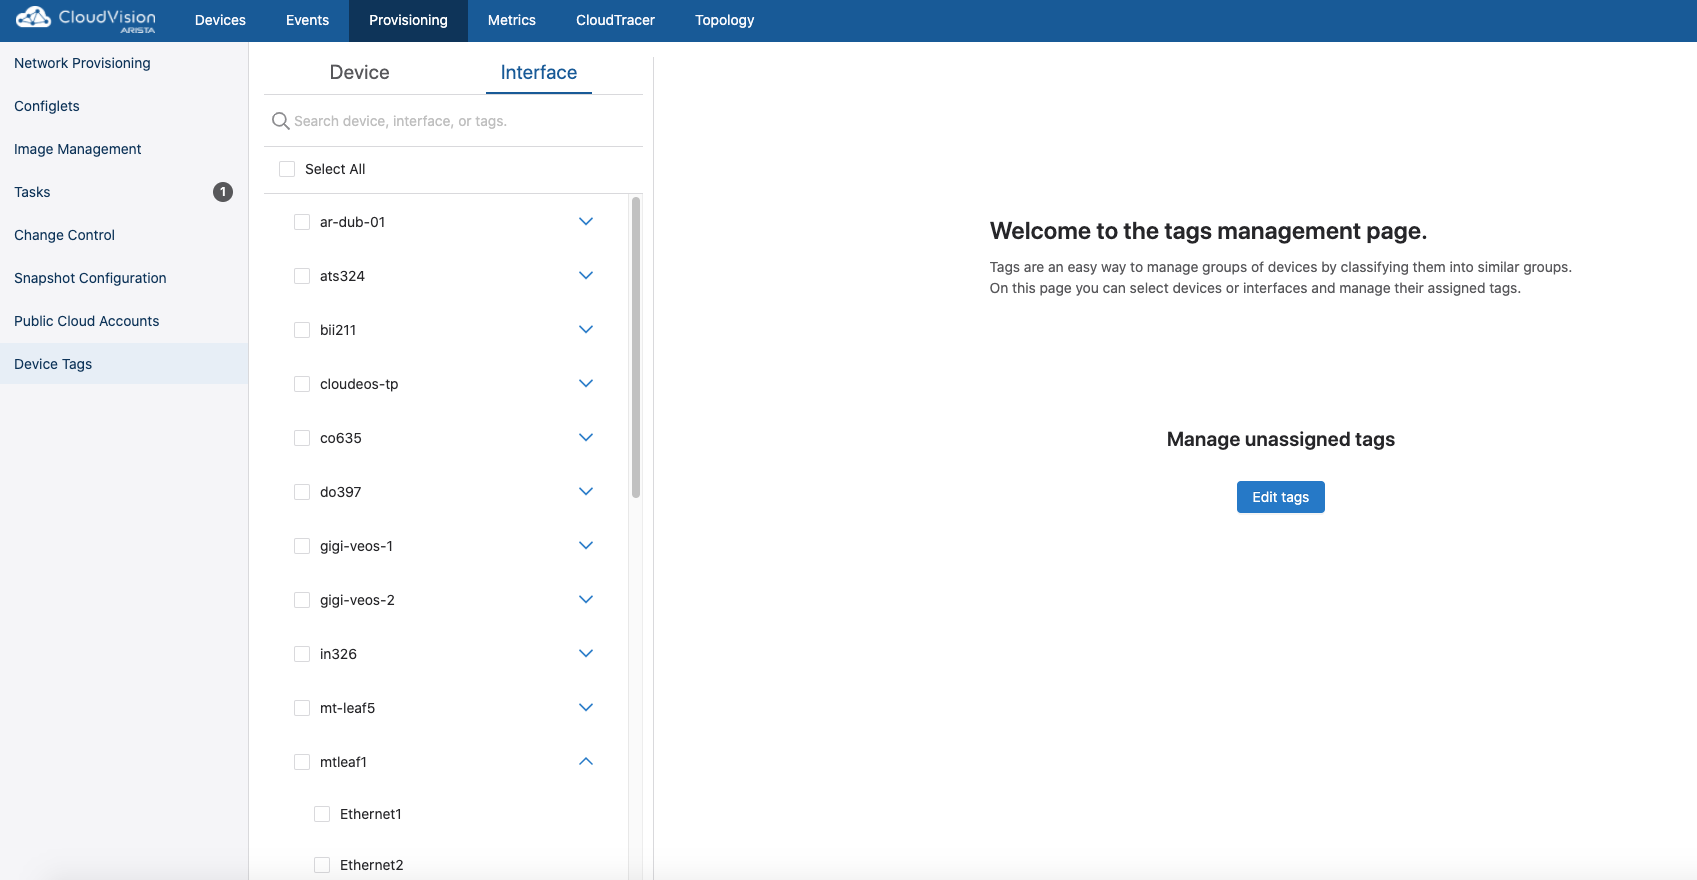 CloudVision
ARISTA
Devices
Events
Provisioning
Metrics
CloudTracer
Topology
Network Provisioning
Configlets
Image Management
Tasks
1
Change Control
Snapshot Configuration
Public Cloud Accounts
Device Tags
Device
Interface
Search device, interface, or tags.
Select All
ar-dub-01
ats324
bii211
cloudeos-tp
co635
do397
gigi-veos-1
gigi-veos-2
in326
mt-leaf5
mtleaf1
Ethernet1
Ethernet2
Welcome to the tags management page.
Tags are an easy way to manage groups of devices by classifying them into similar groups.
On this page you can select devices or interfaces and manage their assigned tags.
Manage unassigned tags
Edit tags